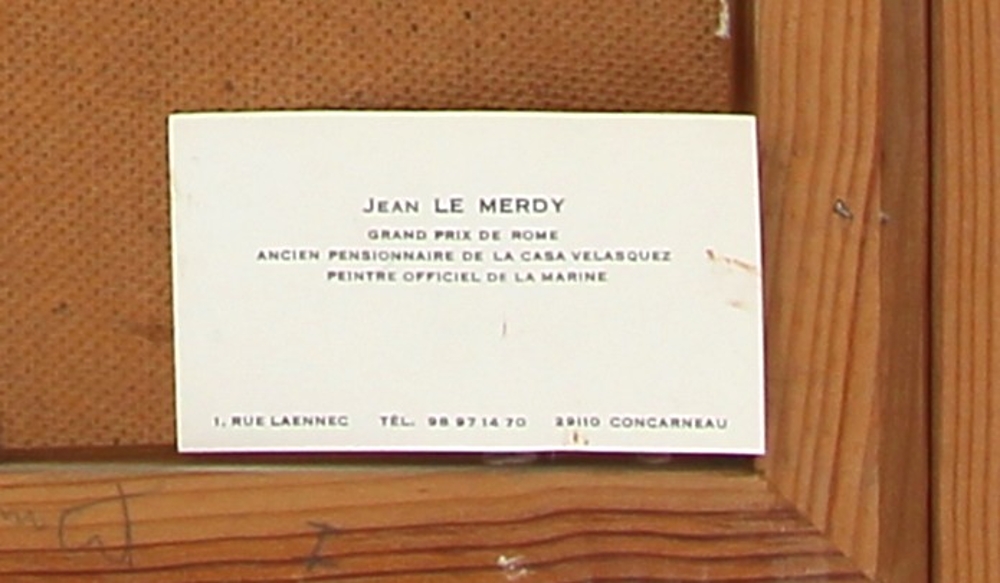 Jean LE MERDY
GRAND PRIX DE ROME
ANCIEN PENSIONNAIRE DE LA CASA VELASQUEZ
PEINTRE OFFICIEL DE LA MARINE
1, RUE LAENNEC TÉL. 98 97 14 70 29110 CONCARNEAU